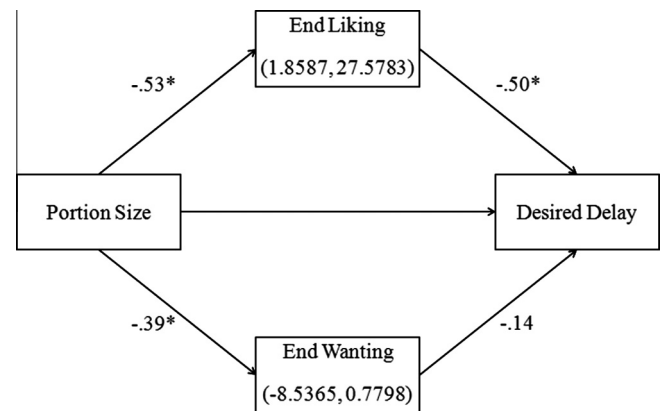 End Liking
(1.8587, 27.5783)
-.53*
-.50*
Portion Size
Desired Delay
-.39*
-.14
End Wanting
(-8.5365, 0.7798)